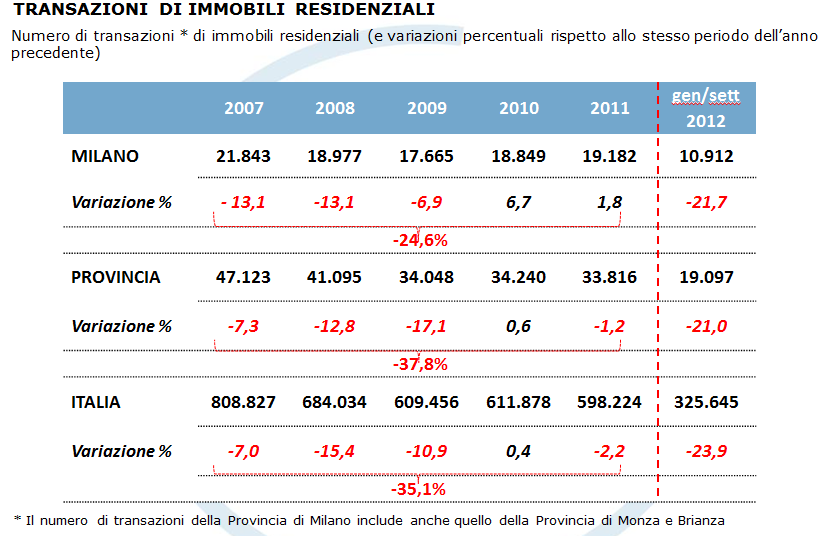 TRANSAZIONI DI IMMOBILI RESIDENZIALI
Numero di transazioni * di immobili residenziali (e variazioni percentuali rispetto allo stesso periodo dell'anno
precedente)
2007 2008 2009 2010 2011 gen/sett 2012
MILANO 21.843 18.977 17.665 18.849 19.182 10.912
Variazione % - 13,1 -13,1 -6,9 6,7 1,8 -21,7
-24,6%
PROVINCIA 47.123 41.095 34.048 34.240 33.816 19.097
Variazione % -7,3 -12,8 -17,1 0,6 -1,2 -21,0
-37,8%
ITALIA 808.827 684.034 609.456 611.878 598.224 325.645
Variazione % -7,0 -15,4 -10,9 0,4 -2,2 -23,9
-35,1%
* Il numero di transazioni della Provincia di Milano include anche quello della Provincia di Monza e Brianza